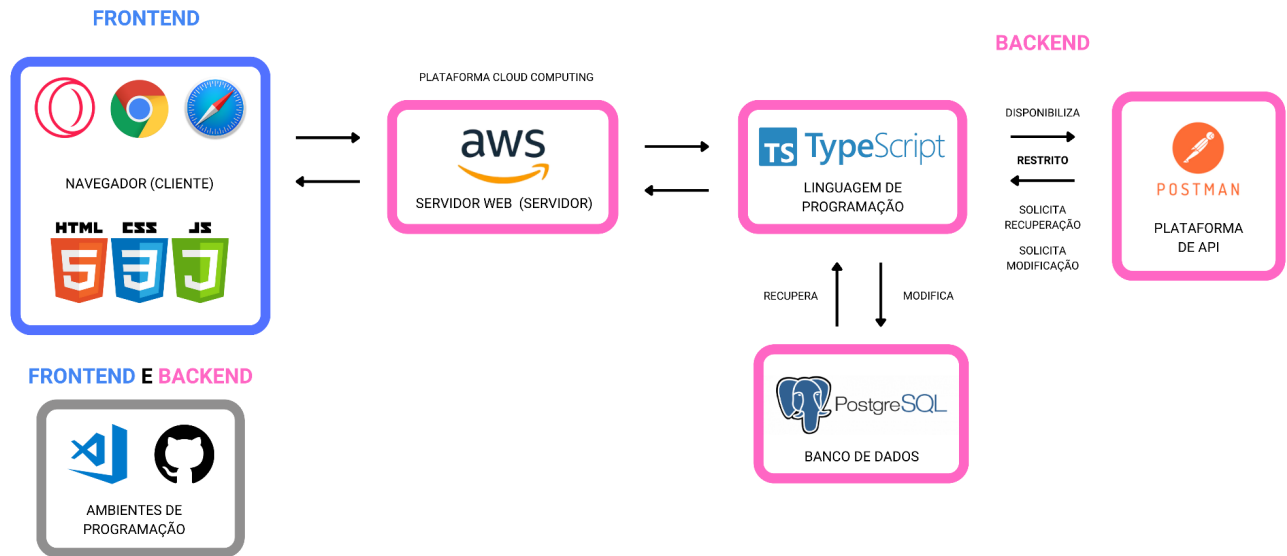 FRONTEND
NAVEGADOR (CLIENTE)
HTML CSS JS
5 3
FRONTEND E BACKEND
AMBIENTES DE
PROGRAMAÇÃO
PLATAFORMA CLOUD COMPUTING
aws
SERVIDOR WEB (SERVIDOR)
BACKEND
TS TypeScript
LINGUAGEM DE
PROGRAMAÇÃO
RECUPERA
MODIFICA
PostgreSQL
BANCO DE DADOS
DISPONIBILIZA
RESTRITO
SOLICITA
RECUPERAÇÃO
SOLICITA
MODIFICAÇÃO
POSTMAN
PLATAFORMA
DE API